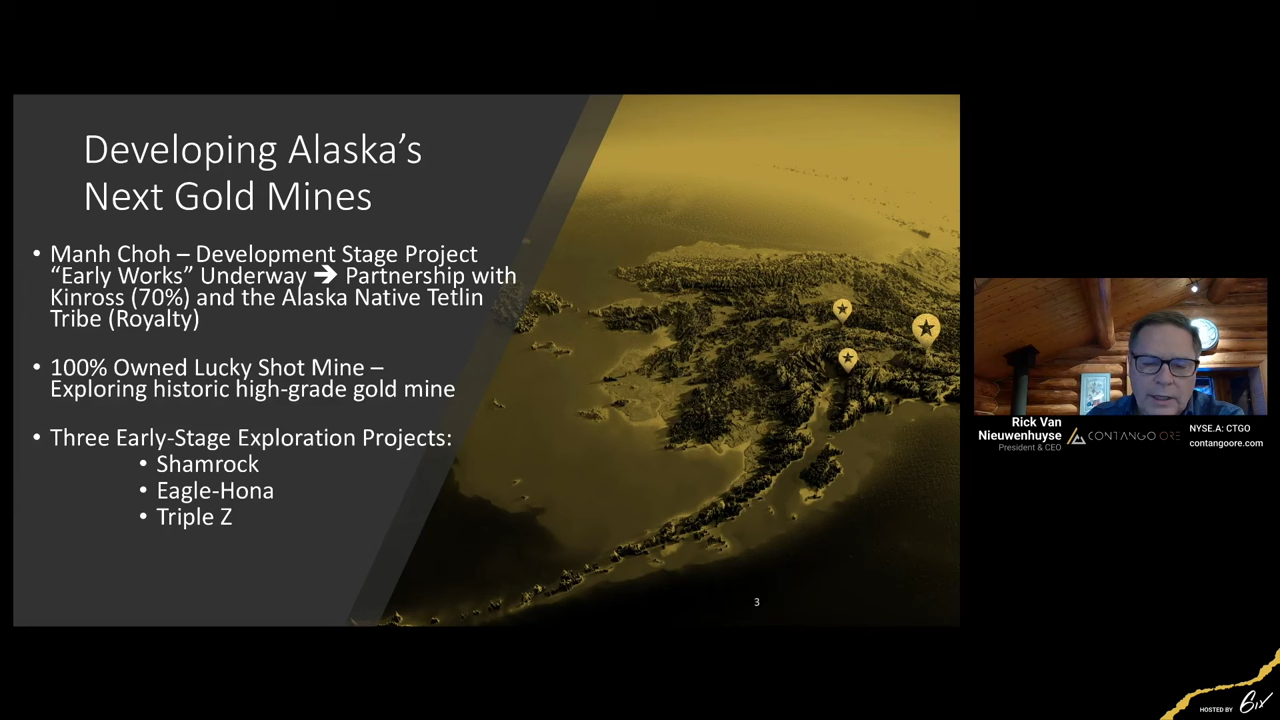 Developing Alaska’s
Next Gold Mines
• Manh Choh – Development Stage Project
“Early Works” Underway ➔ Partnership with
Kinross (70%) and the Alaska Native Tetlin
Tribe (Royalty)
• 100% Owned Lucky Shot Mine –
Exploring historic high-grade gold mine
• Three Early-Stage Exploration Projects:
• Shamrock
• Eagle-Hona
• Triple Z
3
Rick Van
Nieuwenhuyse
President & CEO
CONTANGO ORE
NYSE.A: CTGO
contangoore.com
HOSTED BY 6ix